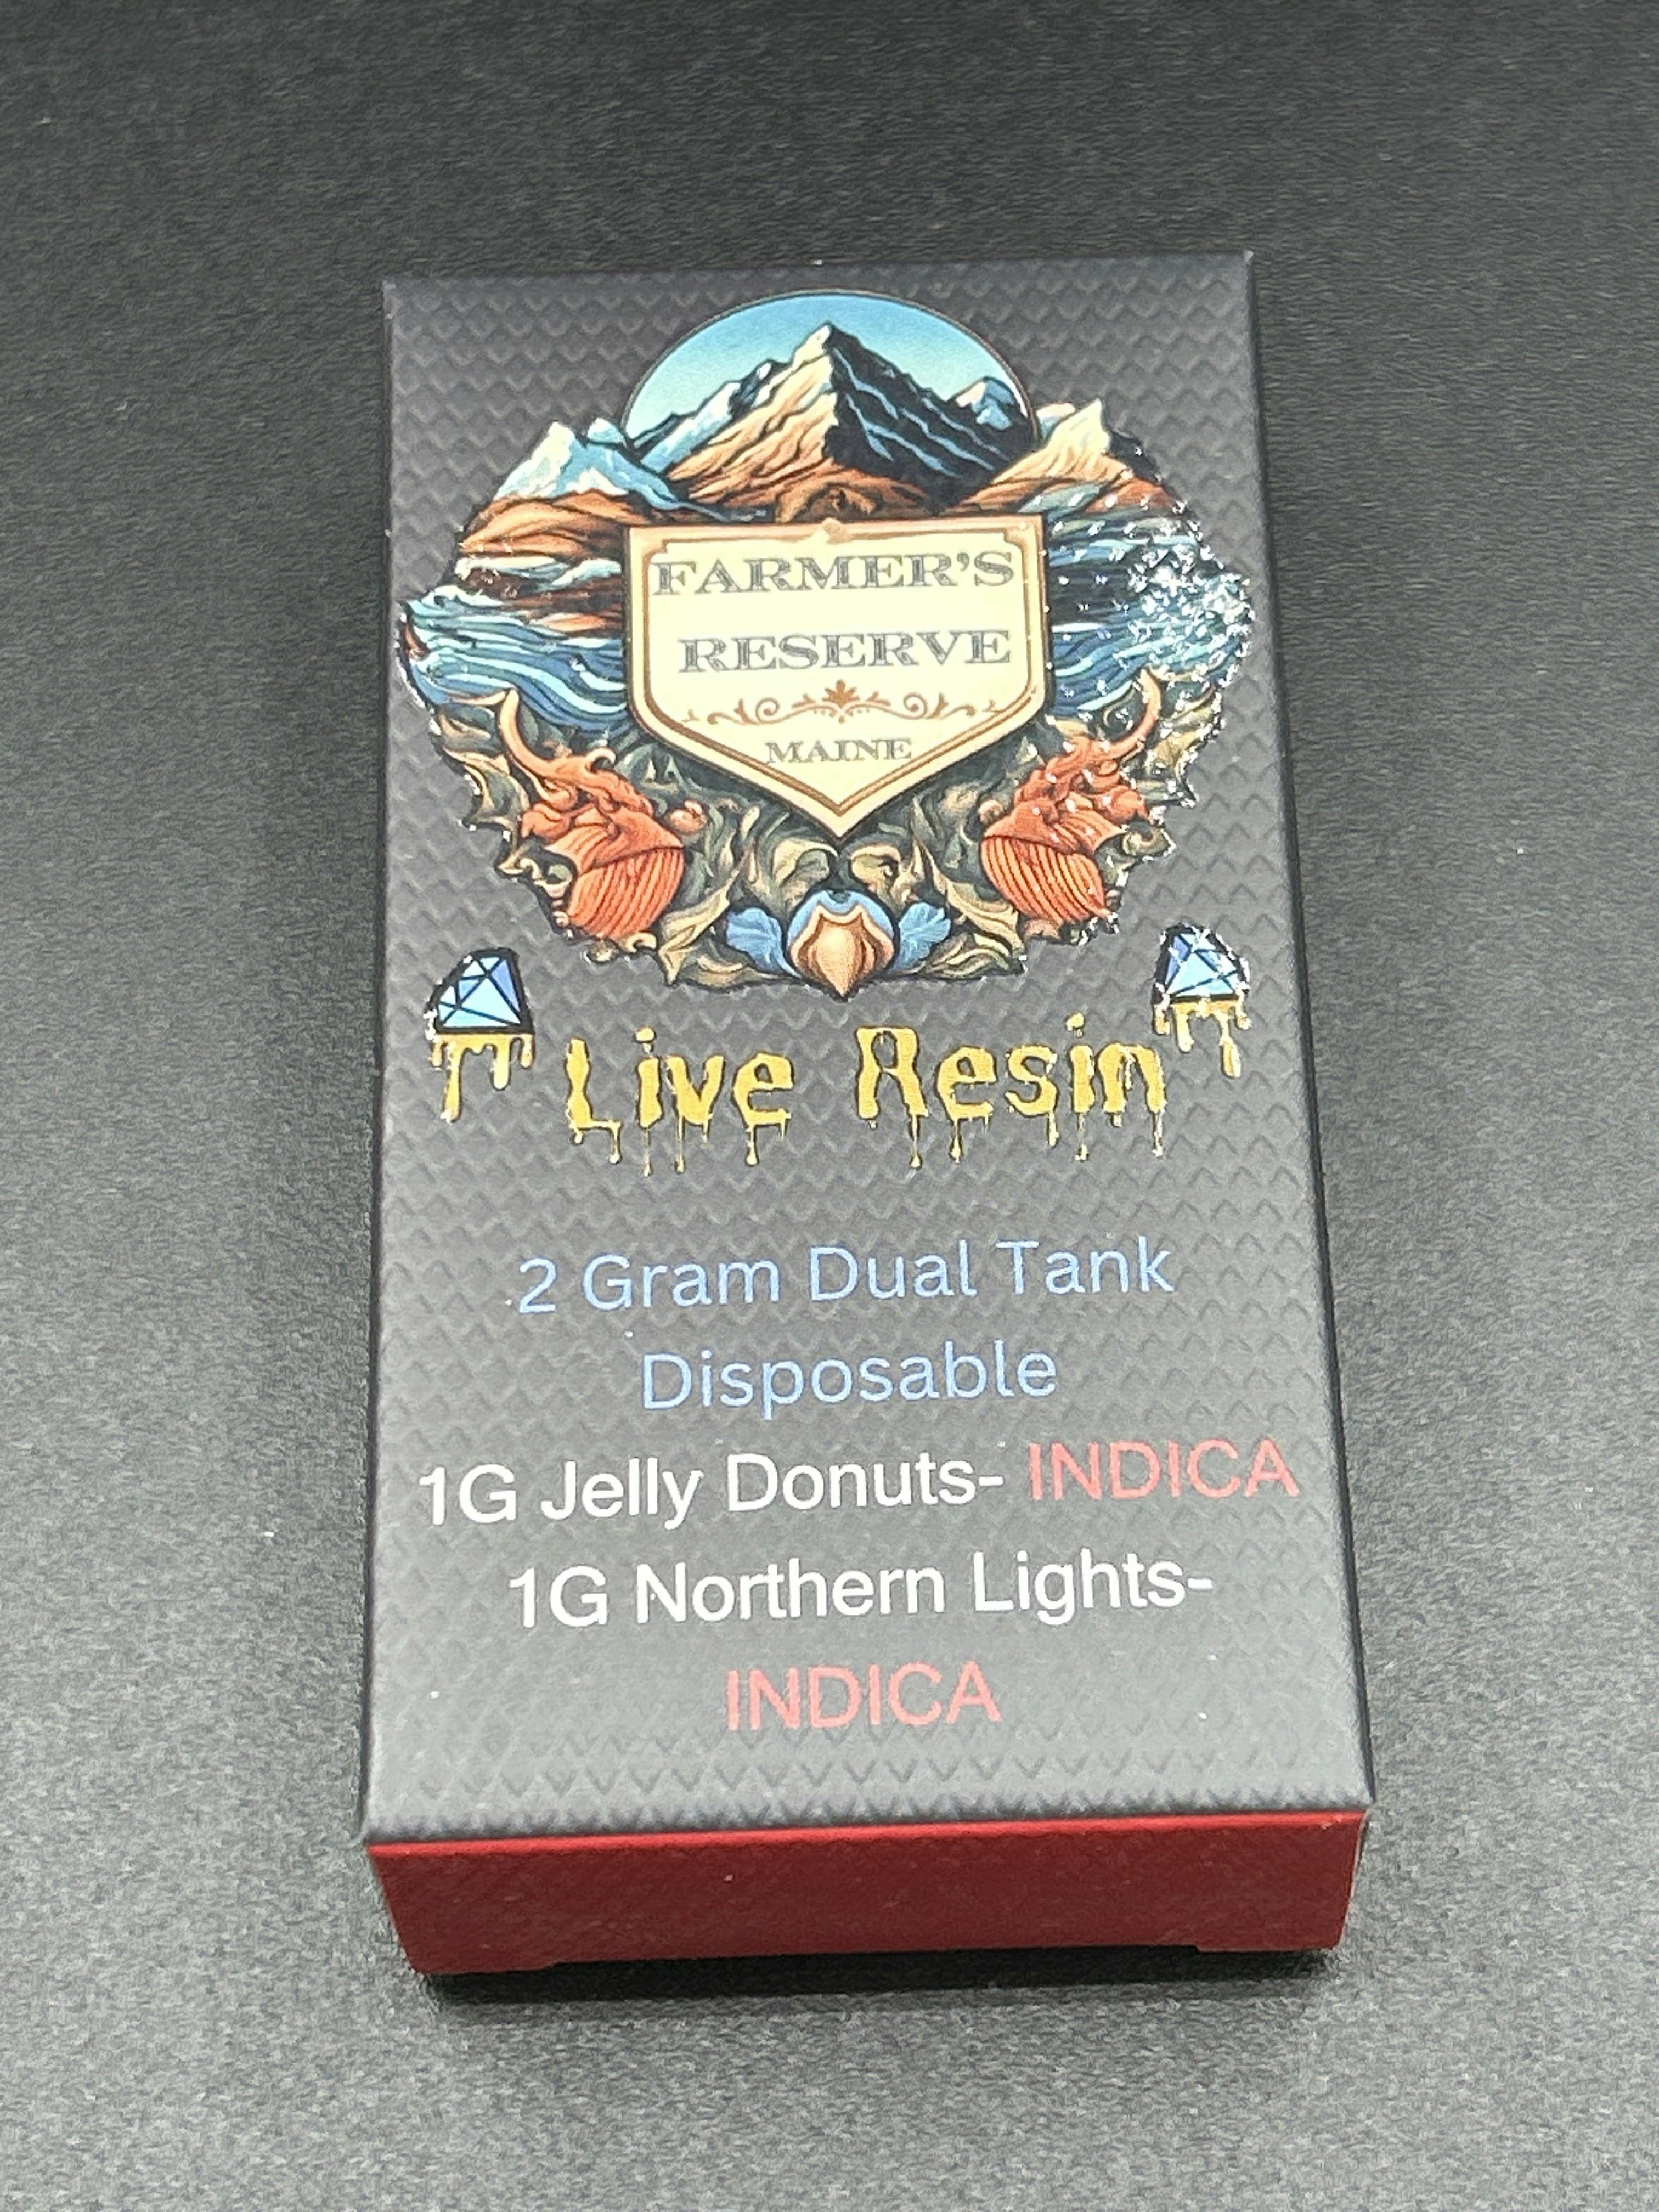 FARMER'S
RESERVE
MAINE
Live Resin
2 Gram Dual Tank
Disposable
1G Jelly Donuts- INDICA
1G Northern Lights-
INDICA